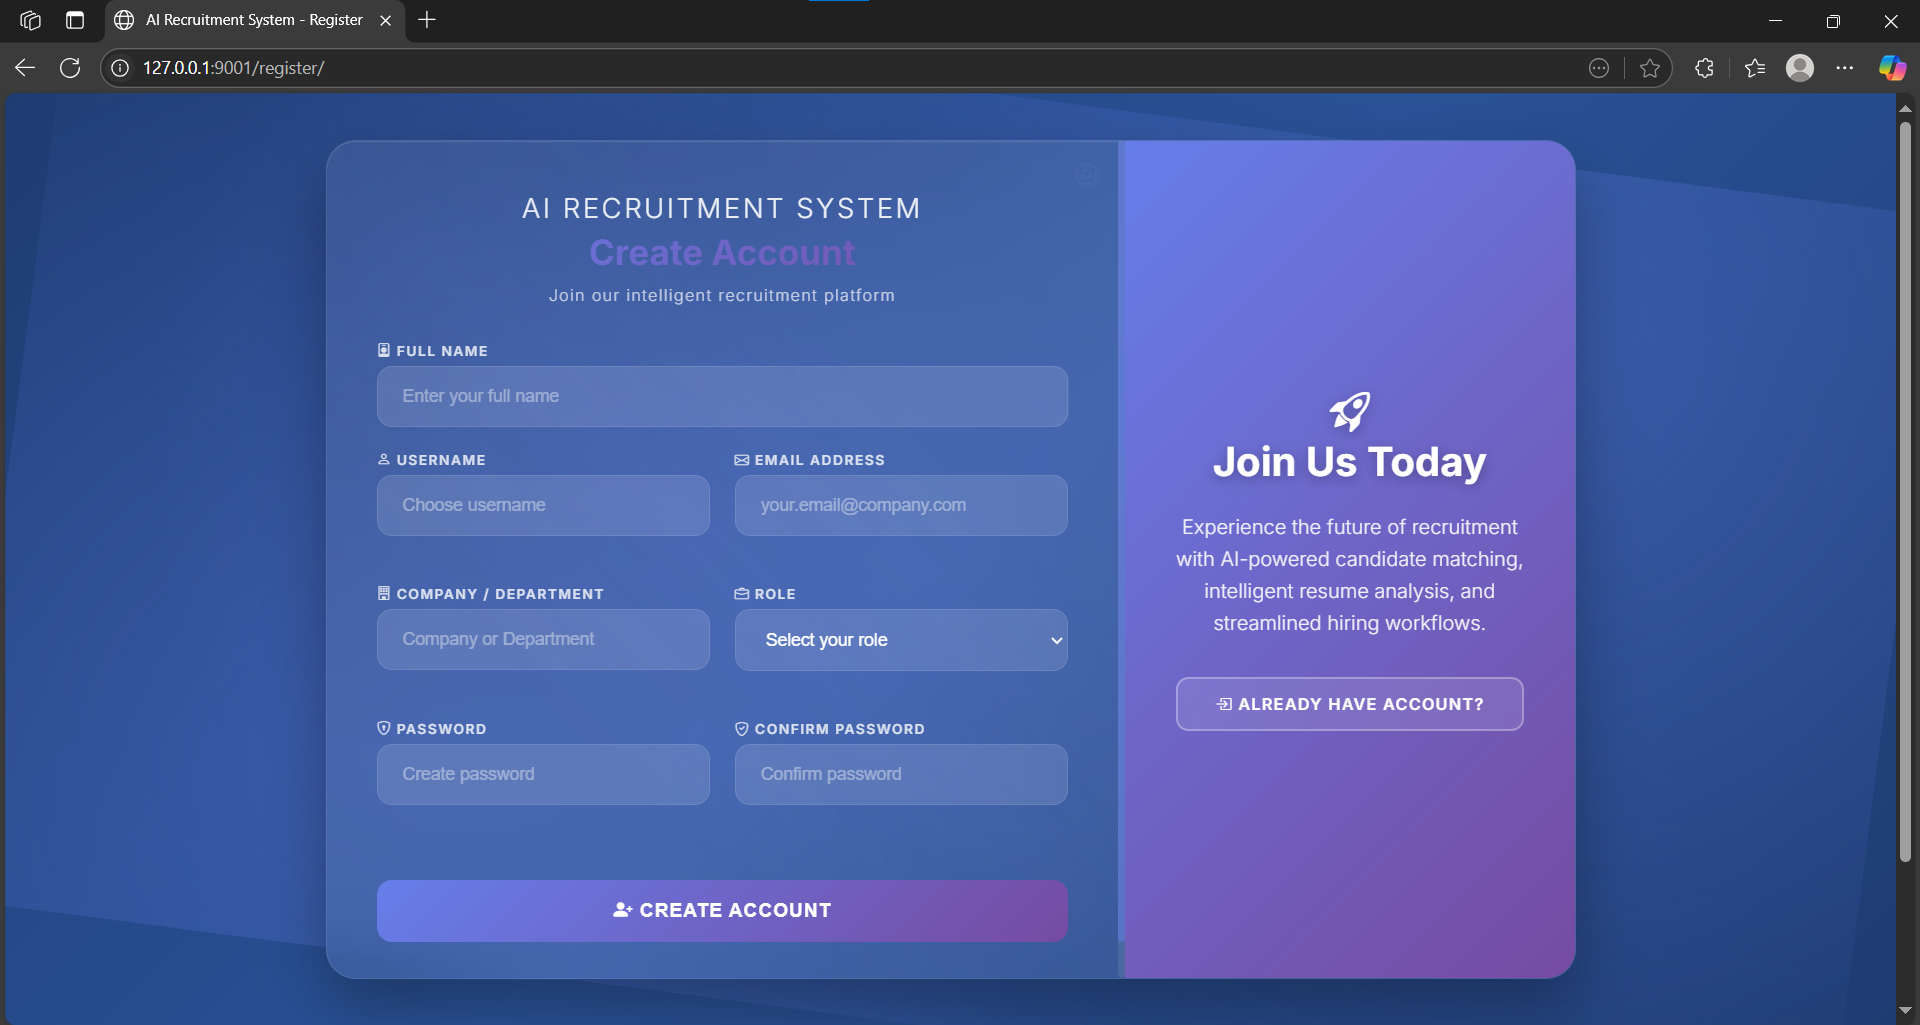 AI Recruitment System - Register
127.0.0.1:9001/register/
AI RECRUITMENT SYSTEM
Create Account
Join our intelligent recruitment platform
FULL NAME
Enter your full name
USERNAME
EMAIL ADDRESS
Choose username
your.email@company.com
COMPANY / DEPARTMENT
ROLE
Company or Department
Select your role
PASSWORD
CONFIRM PASSWORD
Create password
Confirm password
CREATE ACCOUNT
Join Us Today
Experience the future of recruitment
with AI-powered candidate matching,
intelligent resume analysis, and
streamlined hiring workflows.
ALREADY HAVE ACCOUNT?